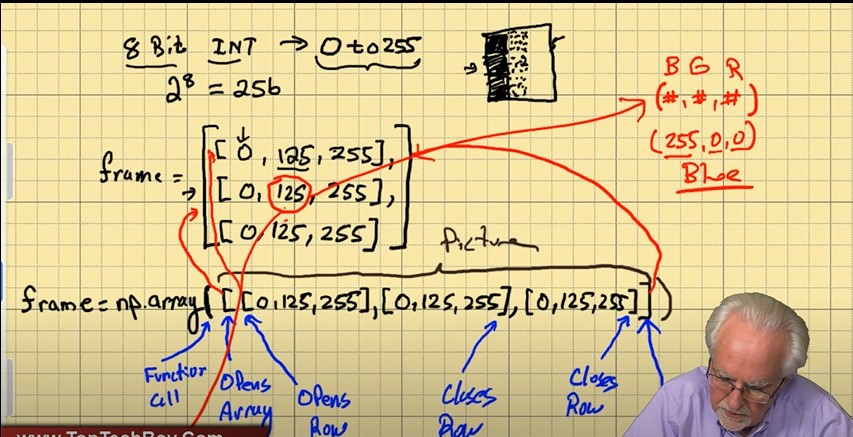 8 Bit INT → 0 to 255
2⁸ = 256
B G R
(#, #, #)
(255, 0, 0)
Blue
frame =
[[ 0, 125, 255],
[ 0, 125, 255],
[ 0, 125, 255]]
Picture
frame = np.array([[0,125,255],[0,125,255],[0,125,255]])
Function
Call
Opens
Array
Opens
Row
Closes
Row
Closes
Row
www.TopTechBoy.Com